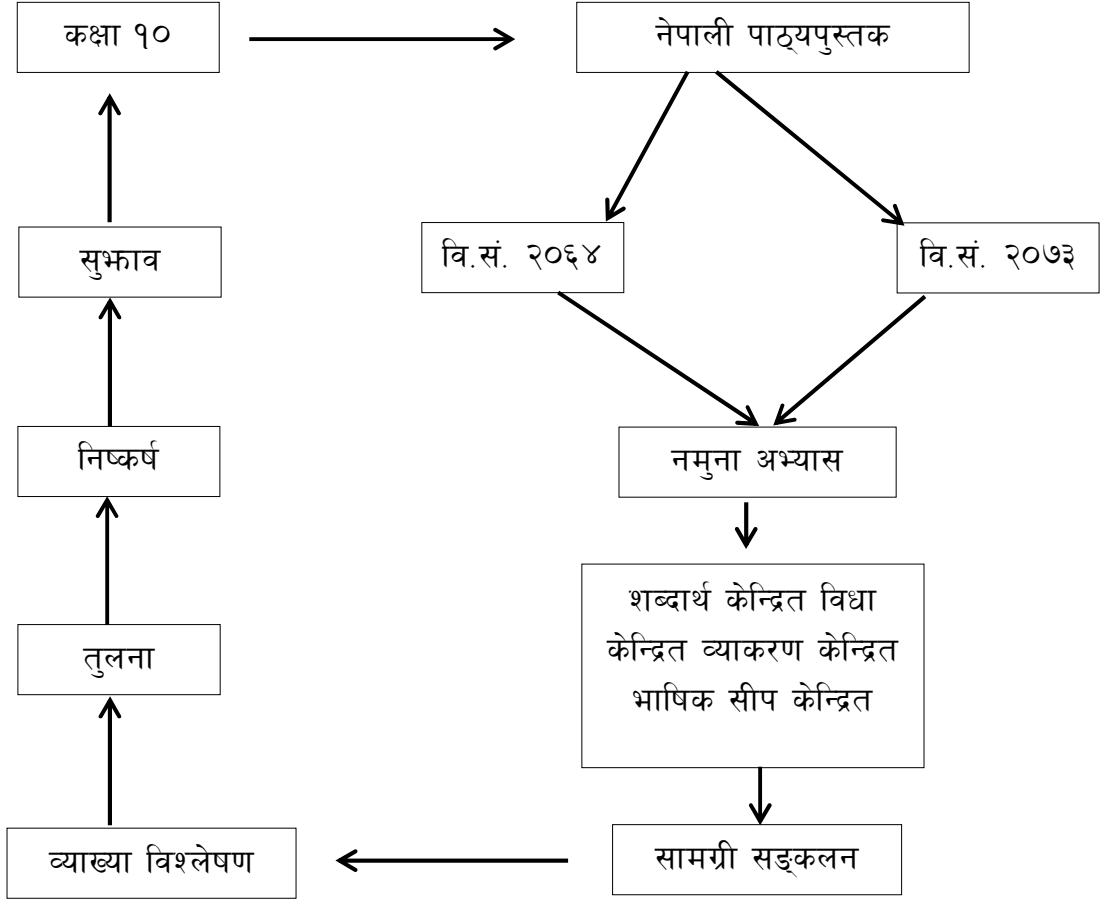 कक्षा १०
नेपाली पाठ्यपुस्तक
वि.सं. २०६४
वि.सं. २०७३
नमुना अभ्यास
शब्दार्थ केन्द्रित विधा
केन्द्रित व्याकरण केन्द्रित
भाषिक सीप केन्द्रित
सामग्री सङ्कलन
व्याख्या विश्लेषण
तुलना
निष्कर्ष
सुझाव